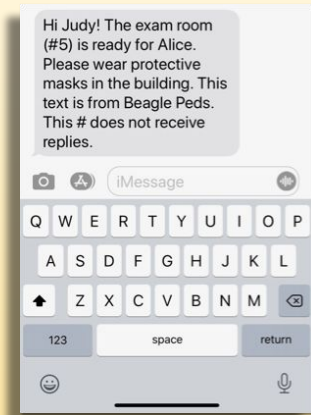 Hi Judy! The exam room
(#5) is ready for Alice.
Please wear protective
masks in the building. This
text is from Beagle Peds.
This # does not receive
replies.
iMessage
Q W E R T Y U I O P
A S D F G H J K L
Z X C V B N M
123 space return